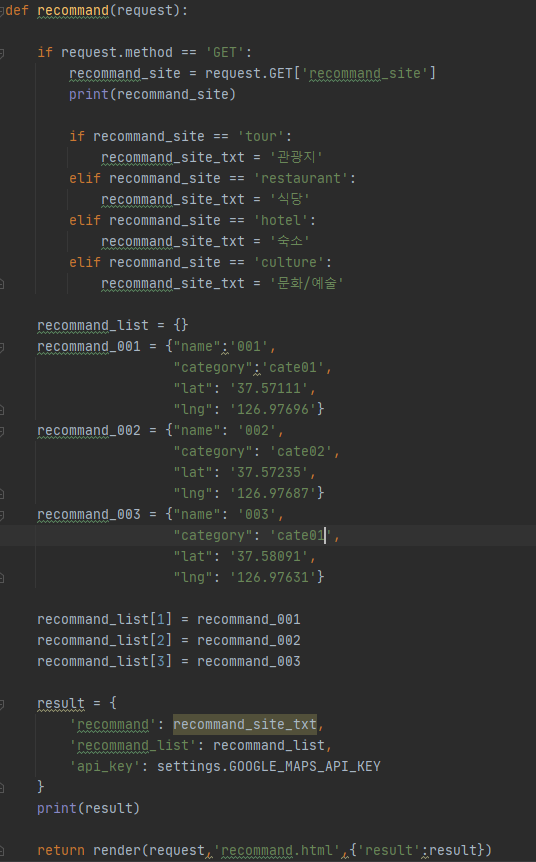 def recommand(request):
if request.method == 'GET':
recommand_site = request.GET['recommand_site']
print(recommand_site)
if recommand_site == 'tour':
recommand_site_txt = '관광지'
elif recommand_site == 'restaurant':
recommand_site_txt = '식당'
elif recommand_site == 'hotel':
recommand_site_txt = '숙소'
elif recommand_site == 'culture':
recommand_site_txt = '문화/예술'
recommand_list = {}
recommand_001 = {"name":'001',
"category":'cate01',
"lat": '37.57111',
"lng": '126.97696'}
recommand_002 = {"name": '002',
"category": 'cate02',
"lat": '37.57235',
"lng": '126.97687'}
recommand_003 = {"name": '003',
"category": 'cate01',
"lat": '37.58091',
"lng": '126.97631'}
recommand_list[1] = recommand_001
recommand_list[2] = recommand_002
recommand_list[3] = recommand_003
result = {
'recommand': recommand_site_txt,
'recommand_list': recommand_list,
'api_key': settings.GOOGLE_MAPS_API_KEY
}
print(result)
return render(request,'recommand.html',{'result':result})